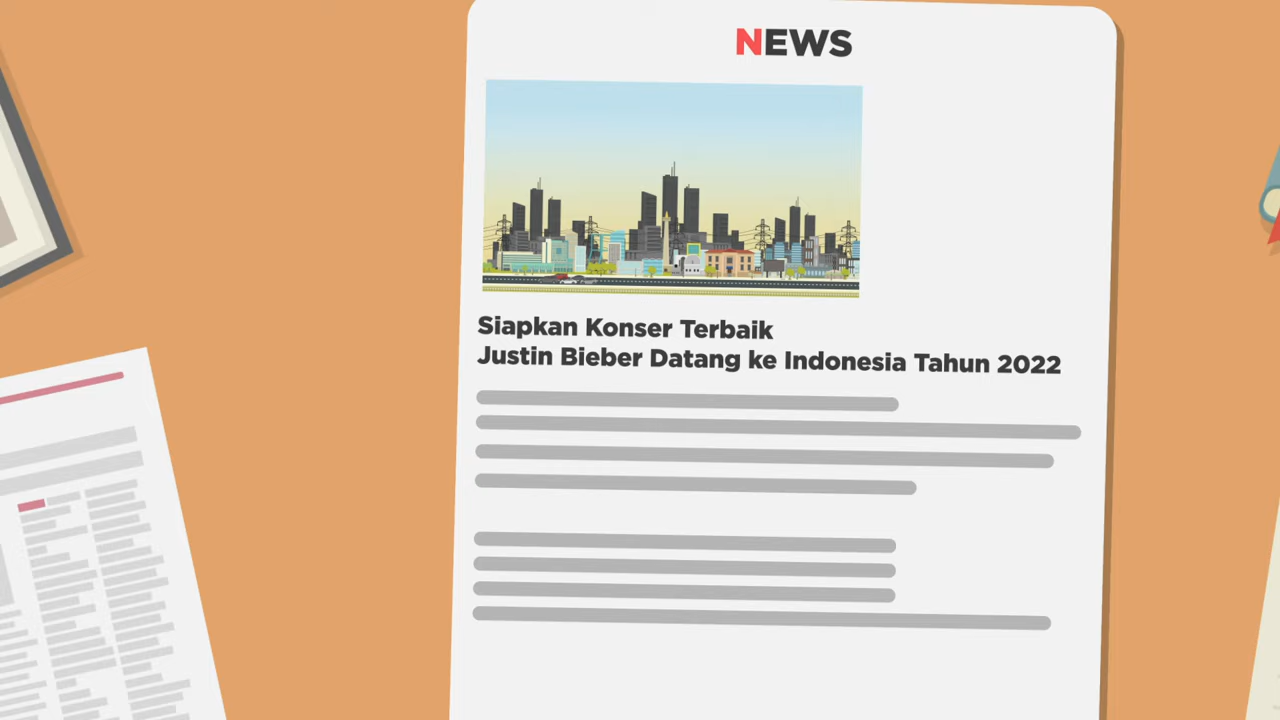 NEWS
Siapkan Konser Terbaik
Justin Bieber Datang ke Indonesia Tahun 2022